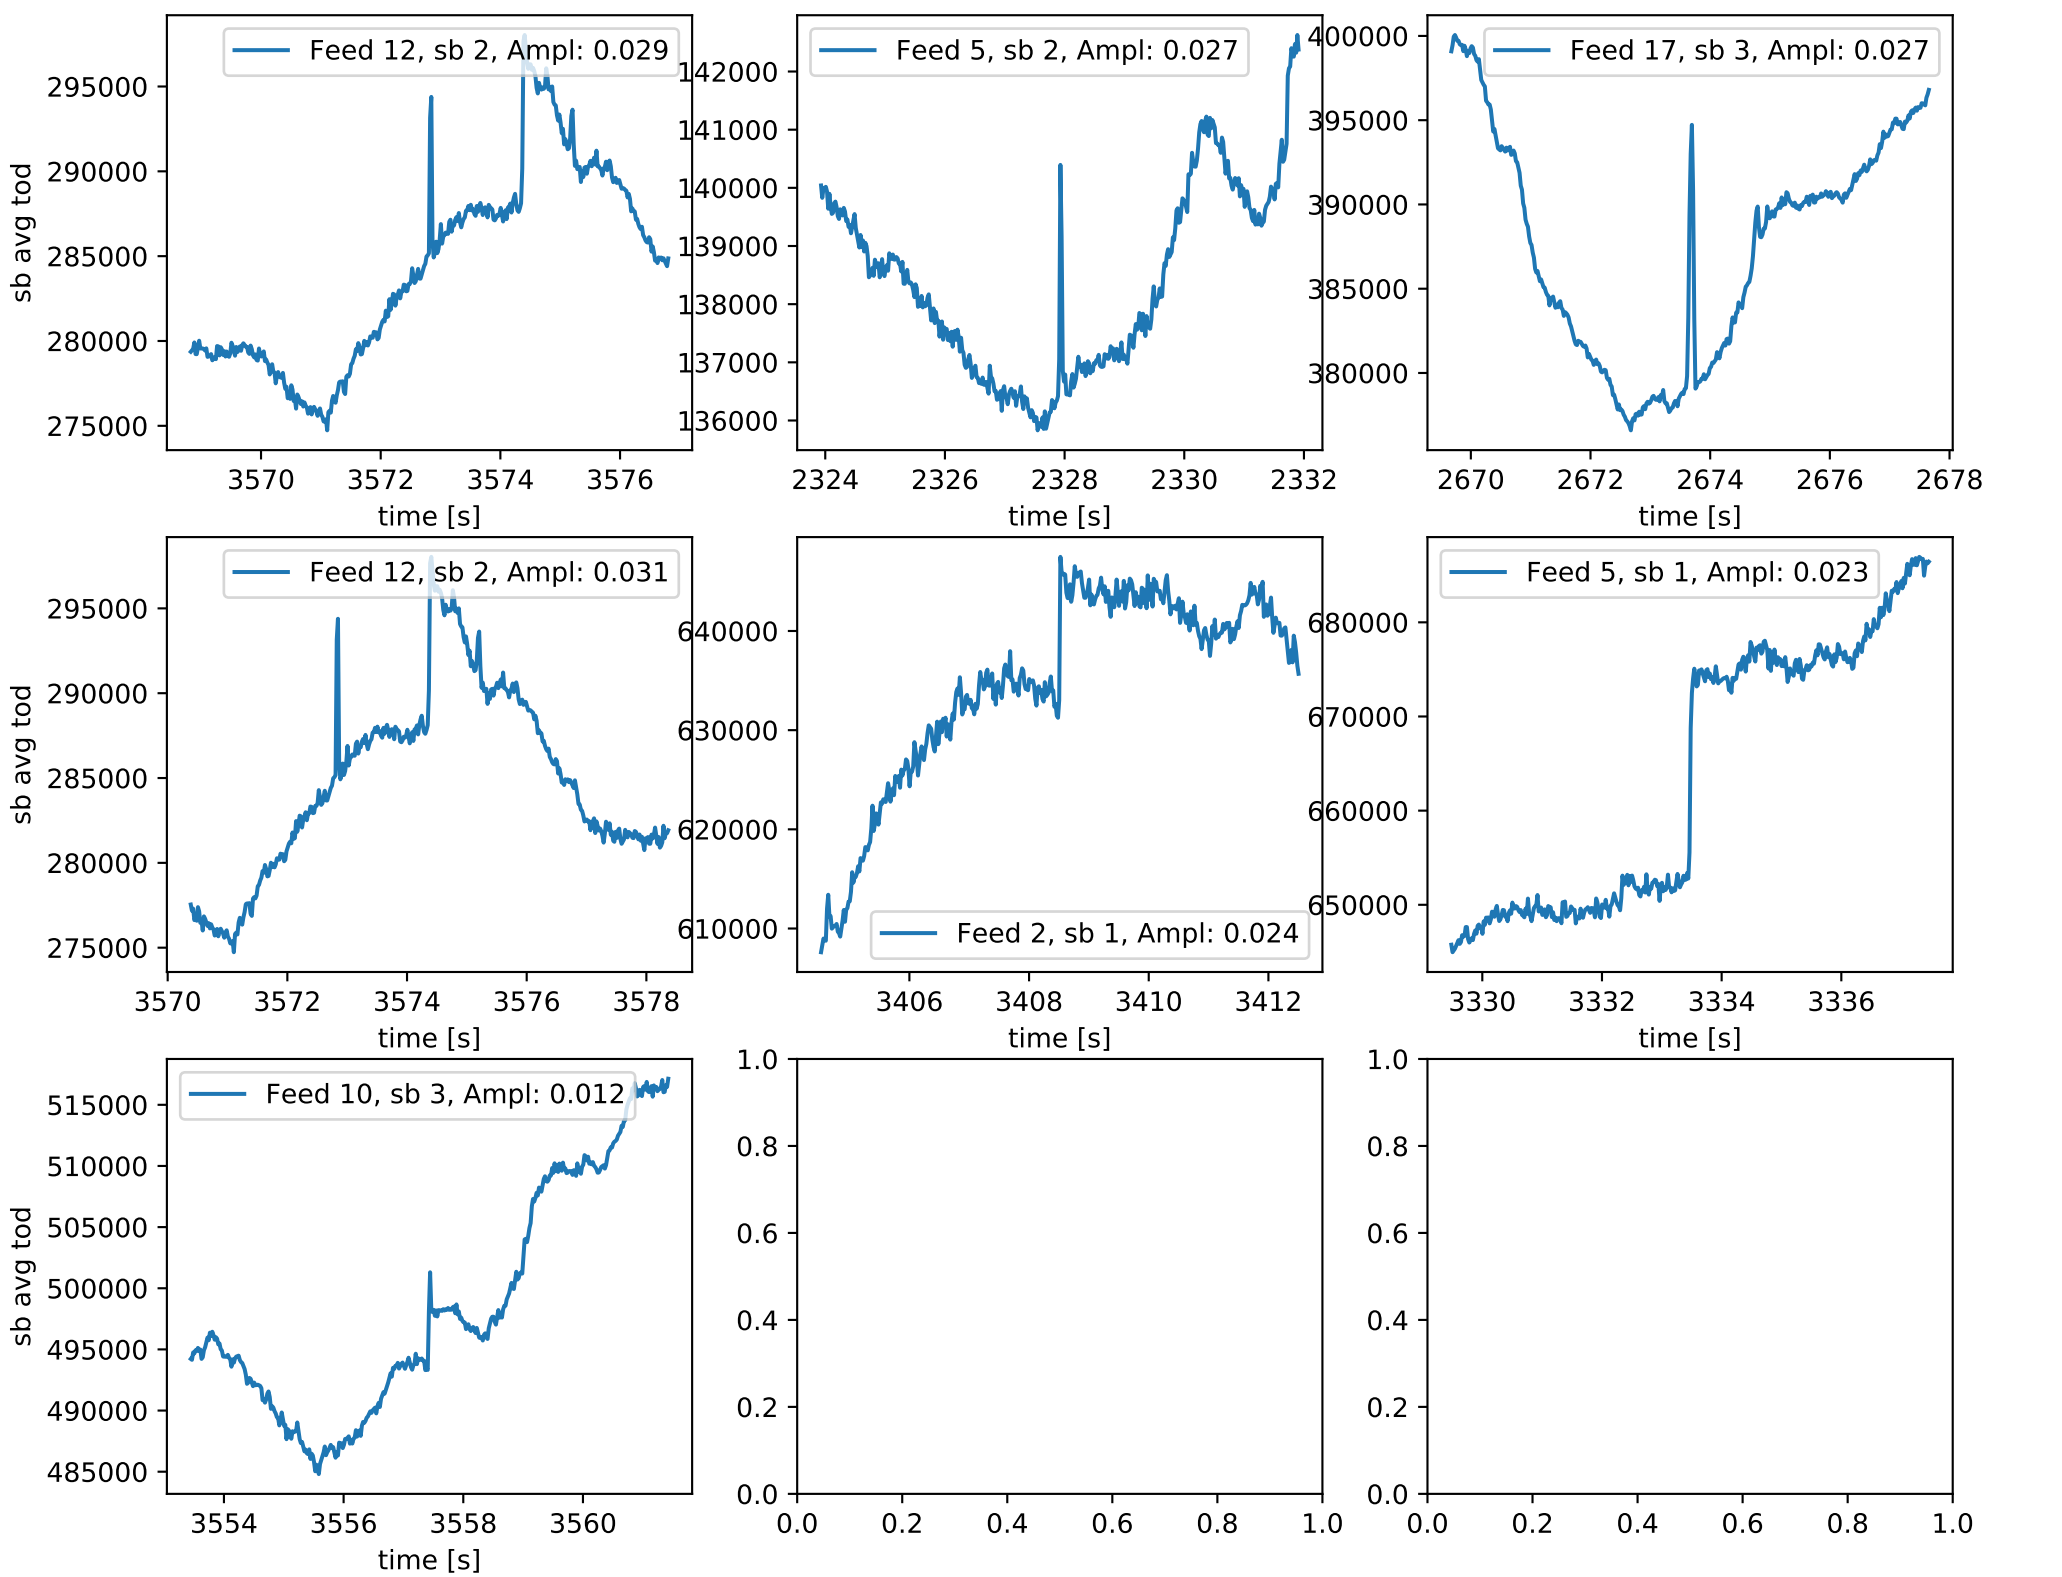 Feed 12, sb 2, Ampl: 0.029
sb avg tod
295000
290000
285000
280000
275000
3570 3572 3574 3576
time [s]
Feed 5, sb 2, Ampl: 0.027
142000
141000
140000
139000
138000
137000
136000
2324 2326 2328 2330 2332
time [s]
Feed 17, sb 3, Ampl: 0.027
400000
395000
390000
385000
380000
2670 2672 2674 2676 2678
time [s]
Feed 12, sb 2, Ampl: 0.031
sb avg tod
295000
290000
285000
280000
275000
3570 3572 3574 3576 3578
time [s]
640000
630000
620000
610000
Feed 2, sb 1, Ampl: 0.024
3406 3408 3410 3412
time [s]
Feed 5, sb 1, Ampl: 0.023
680000
670000
660000
650000
3330 3332 3334 3336
time [s]
Feed 10, sb 3, Ampl: 0.012
sb avg tod
515000
510000
505000
500000
495000
490000
485000
3554 3556 3558 3560
time [s]
1.0
0.8
0.6
0.4
0.2
0.0
0.0 0.2 0.4 0.6 0.8 1.0
1.0
0.8
0.6
0.4
0.2
0.0
0.0 0.2 0.4 0.6 0.8 1.0